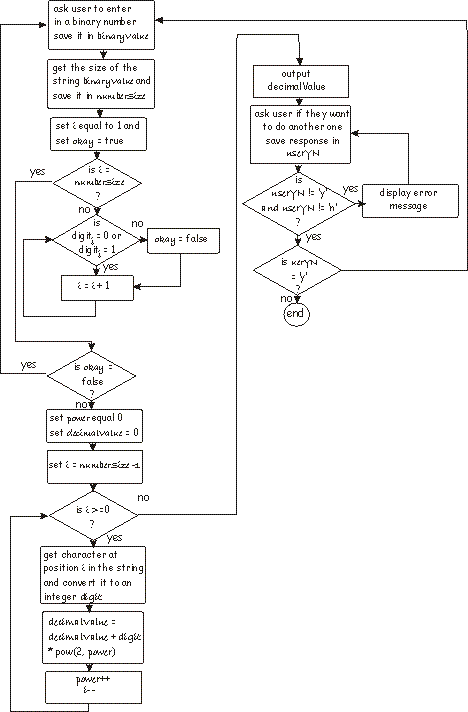 ask user to enter
in a binary number
save it in binaryvalue
get the size of the
string binaryvalue and
save it in numbersize
set i equal to 1 and
set okay = true
yes
is i =
numbersize
?
no
is
digit i = 0 or
digit i = 1
no
okay = false
yes
i = i + 1
yes
is okay =
false
?
no
set power equal 0
set decimalvalue = 0
set i = numbersize -1
no
is i >=0
?
yes
get character at
position i in the string
and convert it to an
integer digit
decimalvalue =
decimalvalue + digit
* pow(2, power)
power++
i--
output
decimalValue
ask user if they want
to do another one
save response in
userYN
is
userYN != 'y'
and userYN != 'n'
?
yes
display error
message
yes
is userYN
= 'y'
?
no
end